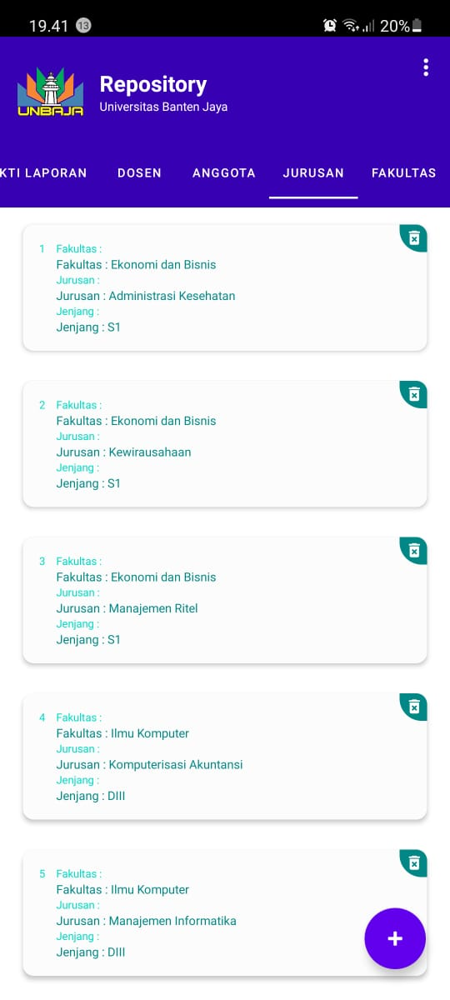 19.41 13 20%
UNBAJA
Repository
Universitas Banten Jaya
KTI LAPORAN DOSEN ANGGOTA JURUSAN FAKULTAS
1 Fakultas :
Fakultas : Ekonomi dan Bisnis
Jurusan :
Jurusan : Administrasi Kesehatan
Jenjang :
Jenjang : S1
2 Fakultas :
Fakultas : Ekonomi dan Bisnis
Jurusan :
Jurusan : Kewirausahaan
Jenjang :
Jenjang : S1
3 Fakultas :
Fakultas : Ekonomi dan Bisnis
Jurusan :
Jurusan : Manajemen Ritel
Jenjang :
Jenjang : S1
4 Fakultas :
Fakultas : Ilmu Komputer
Jurusan :
Jurusan : Komputerisasi Akuntansi
Jenjang :
Jenjang : DIII
5 Fakultas :
Fakultas : Ilmu Komputer
Jurusan :
Jurusan : Manajemen Informatika
Jenjang :
Jenjang : DIII
+